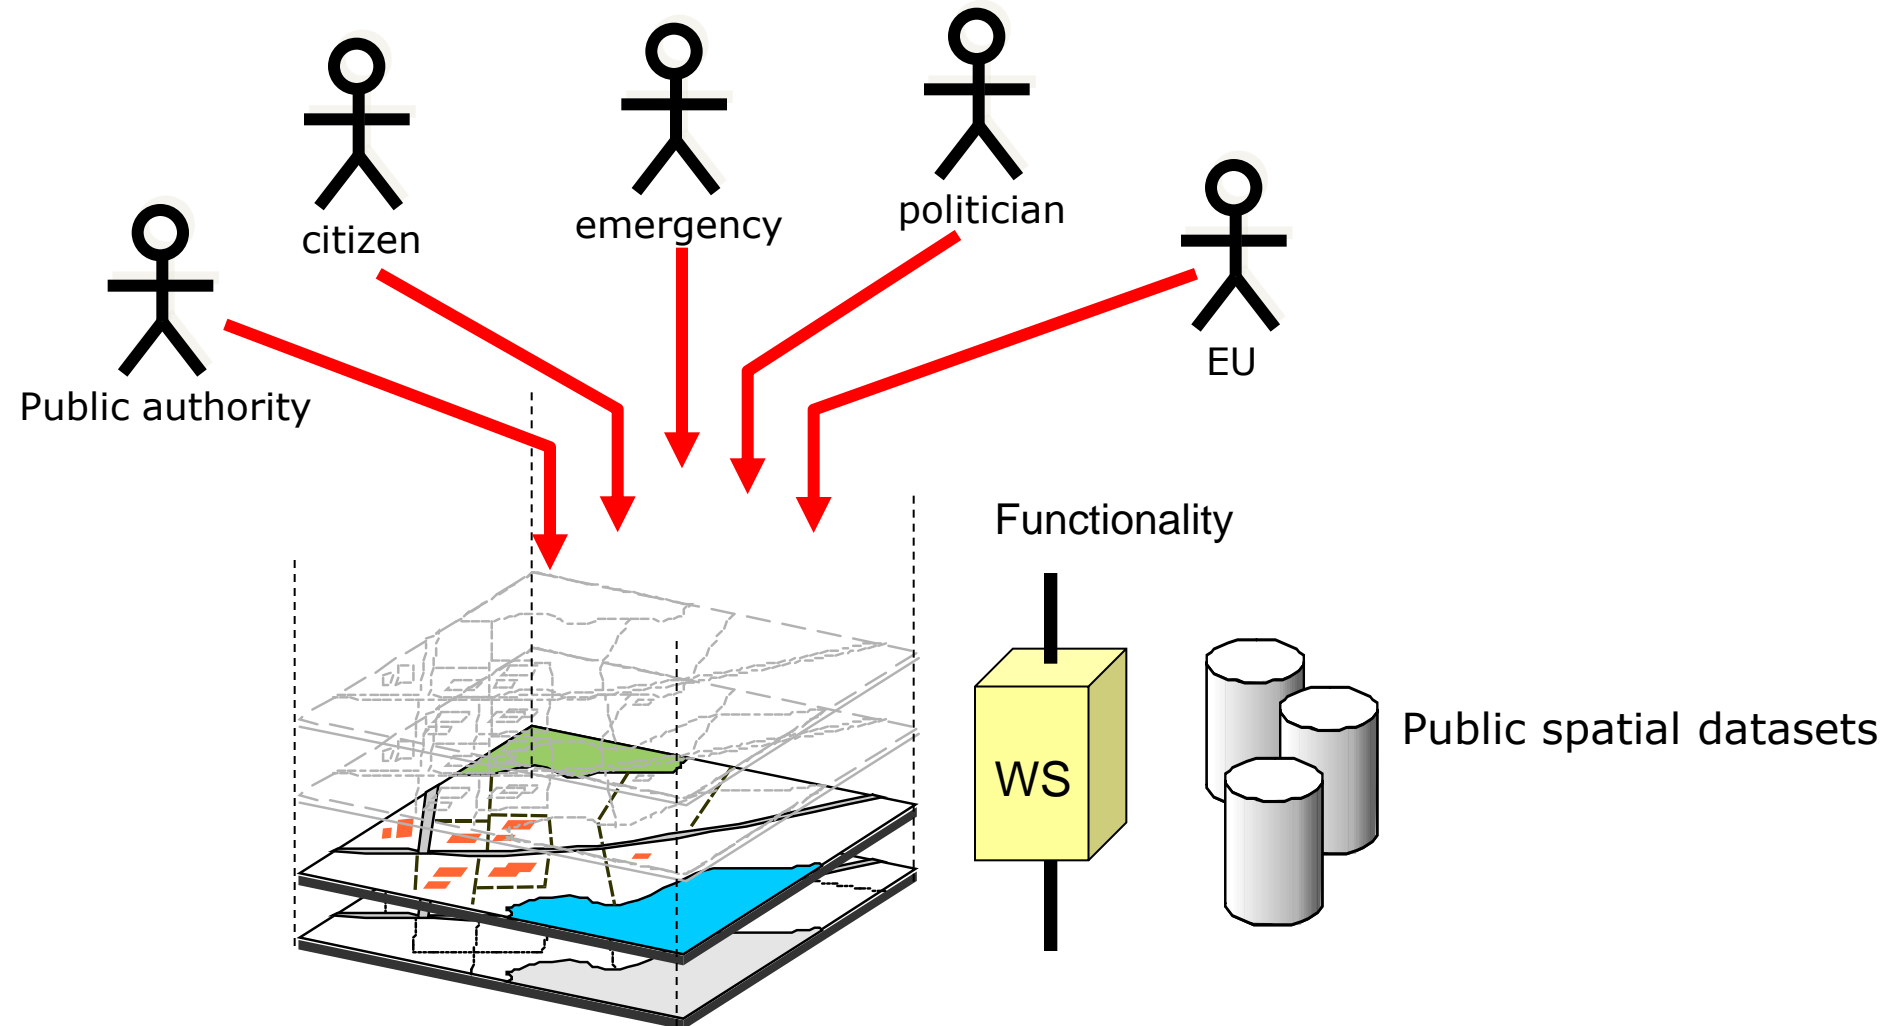 politician
emergency
citizen
EU
Public authority
Functionality
Public spatial datasets
WS